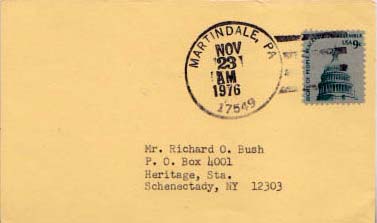 MARTINDALE, PA
NOV
23
AM
1976
17549
USA 9c
Mr. Richard O. Bush
P. O. Box 4001
Heritage, Sta.
Schenectady, NY 12303